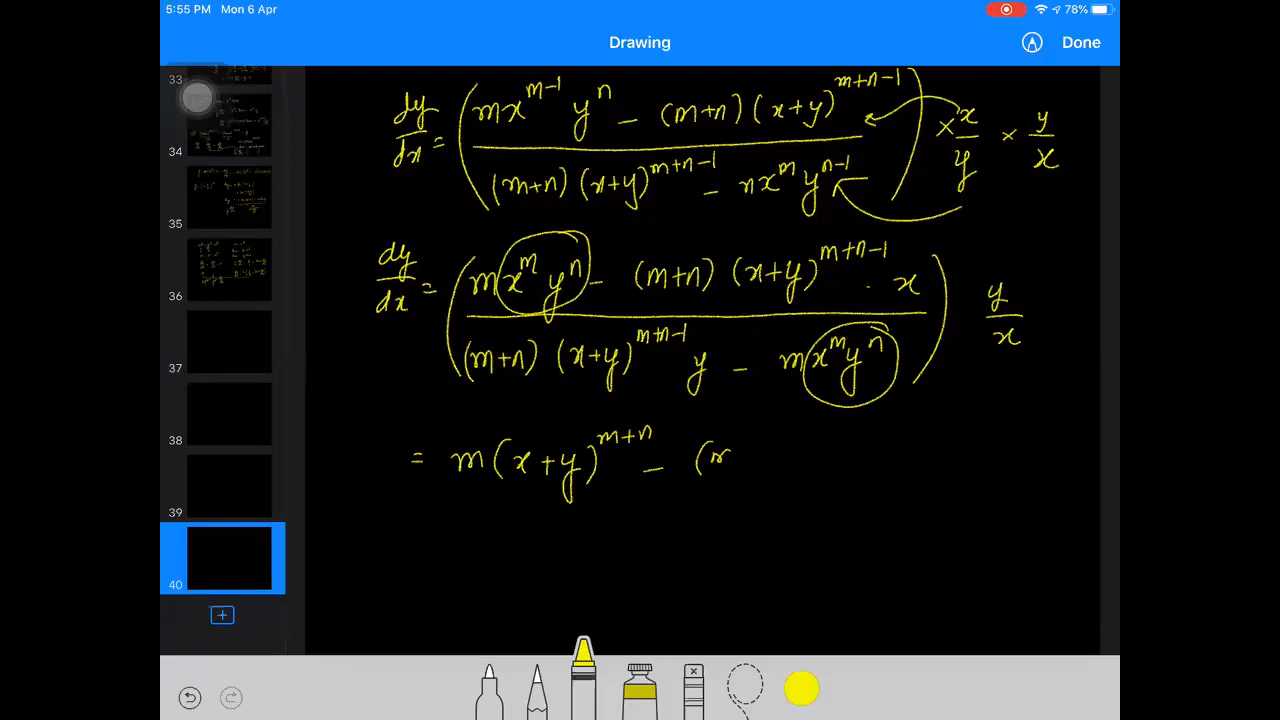 5:55 PM Mon 6 Apr 78%
Drawing
Done
33
34
35
36
37
38
39
40
dy/dx = ( (mx^{m-1} y^n - (m+n)(x+y)^{m+n-1}) / ((m+n)(x+y)^{m+n-1} - nx^m y^{n-1}) ) × x/y × y/x
dy/dx = ( (mx^m y^n - (m+n)(x+y)^{m+n-1} · x) / ((m+n)(x+y)^{m+n-1} y - mx^m y^n) ) y/x
= m(x+y)^{m+n} - (m